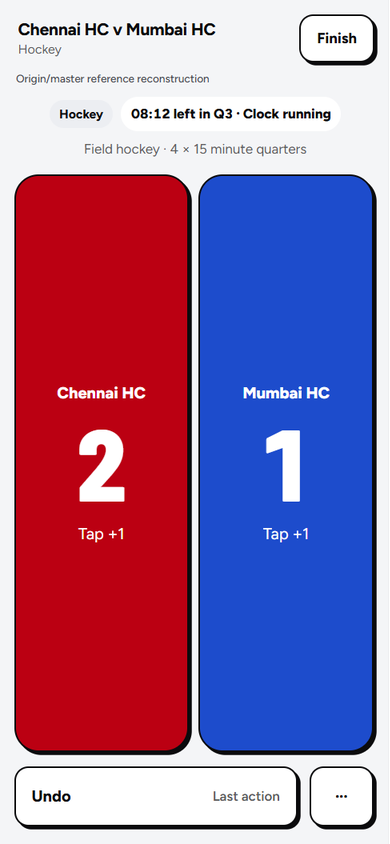 Chennai HC v Mumbai HC
Hockey
Finish
Origin/master reference reconstruction
Hockey
08:12 left in Q3 · Clock running
Field hockey · 4 × 15 minute quarters
Chennai HC
2
Tap +1
Mumbai HC
1
Tap +1
Undo
Last action
···